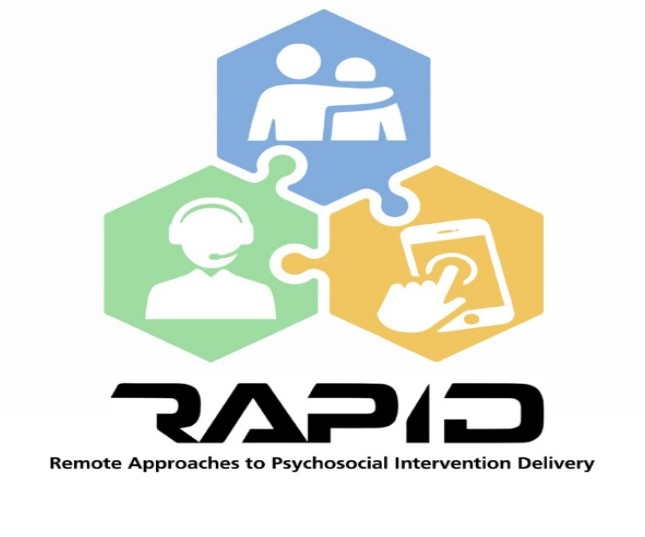 RAPID
Remote Approaches to Psychosocial Intervention Delivery